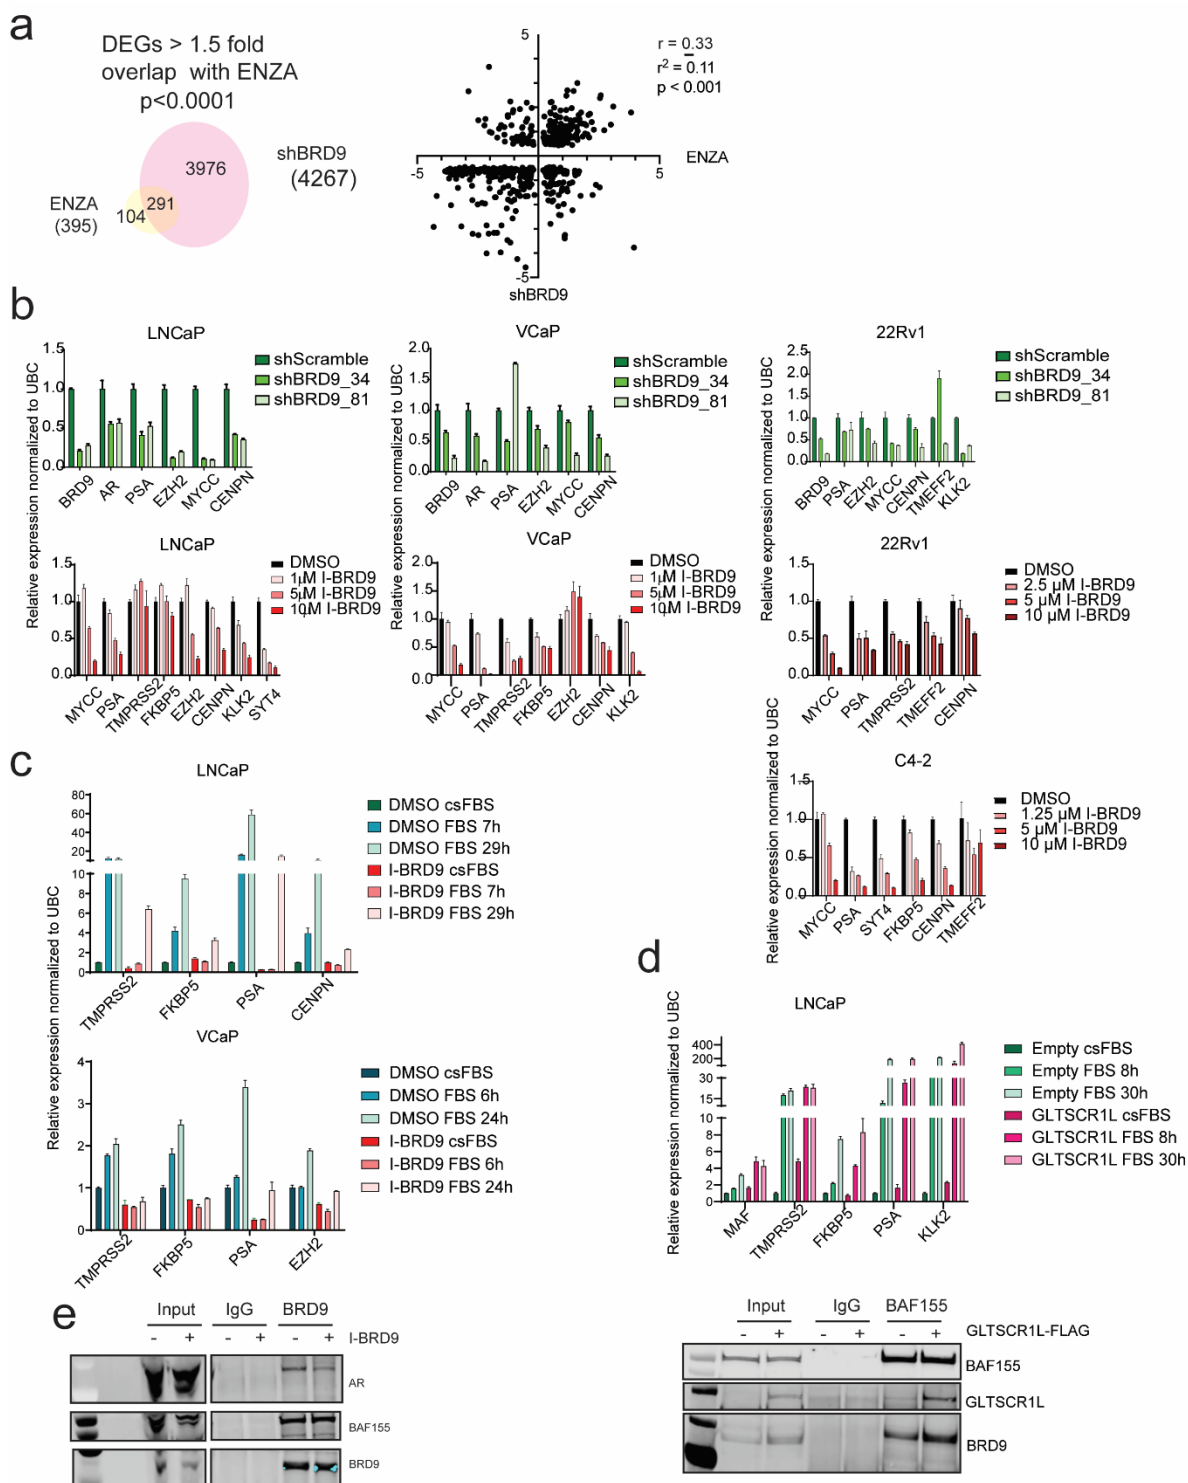 a
DEGs > 1.5 fold
overlap with ENZA
p<0.0001
3976
291
104
ENZA
(395)
shBRD9
(4267)
5
-5
5
-5
ENZA
shBRD9
r = 0.33
r² = 0.11
p < 0.001
b
Relative expression normalized to UBC
LNCaP
1.5
1.0
0.5
0.0
BRD9
AR
PSA
EZH2
MYCC
CENPN
shScramble
shBRD9_34
shBRD9_81
VCaP
2.0
1.5
1.0
0.5
0.0
BRD9
AR
PSA
EZH2
MYCC
CENPN
shScramble
shBRD9_34
shBRD9_81
Relative expression normalized to UBC
22Rv1
2.5
2.0
1.5
1.0
0.5
0.0
BRD9
PSA
EZH2
MYCC
CENPN
TMEFF2
KLK2
shScramble
shBRD9_34
shBRD9_81
LNCaP
1.5
1.0
0.5
0.0
MYCC
PSA
TMPRSS2
FKBP5
EZH2
CENPN
KLK2
SYT4
DMSO
1µM I-BRD9
5µM I-BRD9
10µM I-BRD9
VCaP
2.0
1.5
1.0
0.5
0.0
MYCC
PSA
TMPRSS2
FKBP5
EZH2
CENPN
KLK2
DMSO
1µM I-BRD9
5µM I-BRD9
10µM I-BRD9
22Rv1
1.5
1.0
0.5
0.0
MYCC
PSA
TMPRSS2
TMEFF2
CENPN
DMSO
2.5 µM I-BRD9
5 µM I-BRD9
10 µM I-BRD9
Relative expression normalized to UBC
C4-2
1.5
1.0
0.5
0.0
MYCC
PSA
SYT4
FKBP5
CENPN
TMEFF2
DMSO
1.25 µM I-BRD9
5 µM I-BRD9
10 µM I-BRD9
c
Relative expression normalized to UBC
LNCaP
80
60
40
20
10
10
8
6
4
2
0
TMPRSS2
FKBP5
PSA
CENPN
DMSO csFBS
DMSO FBS 7h
DMSO FBS 29h
I-BRD9 csFBS
I-BRD9 FBS 7h
I-BRD9 FBS 29h
VCaP
4
3
2
1
0
TMPRSS2
FKBP5
PSA
EZH2
DMSO csFBS
DMSO FBS 6h
DMSO FBS 24h
I-BRD9 csFBS
I-BRD9 FBS 6h
I-BRD9 FBS 24h
d
Relative expression normalized to UBC
LNCaP
400
200
30
15
10
8
6
4
2
0
MAF
TMPRSS2
FKBP5
PSA
KLK2
Empty csFBS
Empty FBS 8h
Empty FBS 30h
GLTSCR1L csFBS
GLTSCR1L FBS 8h
GLTSCR1L FBS 30h
e
Input IgG BRD9
- + - + - + I-BRD9
AR
BAF155
BRD9
Input IgG BAF155
- + - + - + GLTSCR1L-FLAG
BAF155
GLTSCR1L
BRD9